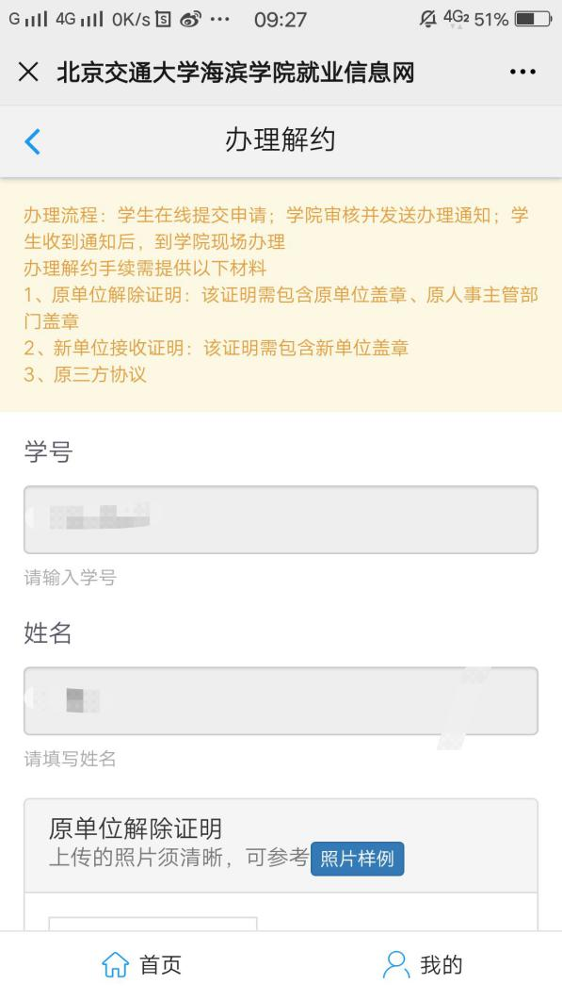 G 4G 0K/s ··· 09:27 4G2 51%
北京交通大学海滨学院就业信息网
办理解约
办理流程：学生在线提交申请；学院审核并发送办理通知；学
生收到通知后，到学院现场办理
办理解约手续需提供以下材料
1、原单位解除证明：该证明需包含原单位盖章、原人事主管部
门盖章
2、新单位接收证明：该证明需包含新单位盖章
3、原三方协议
学号
请输入学号
姓名
请填写姓名
原单位解除证明
上传的照片须清晰，可参考 照片样例
首页 我的